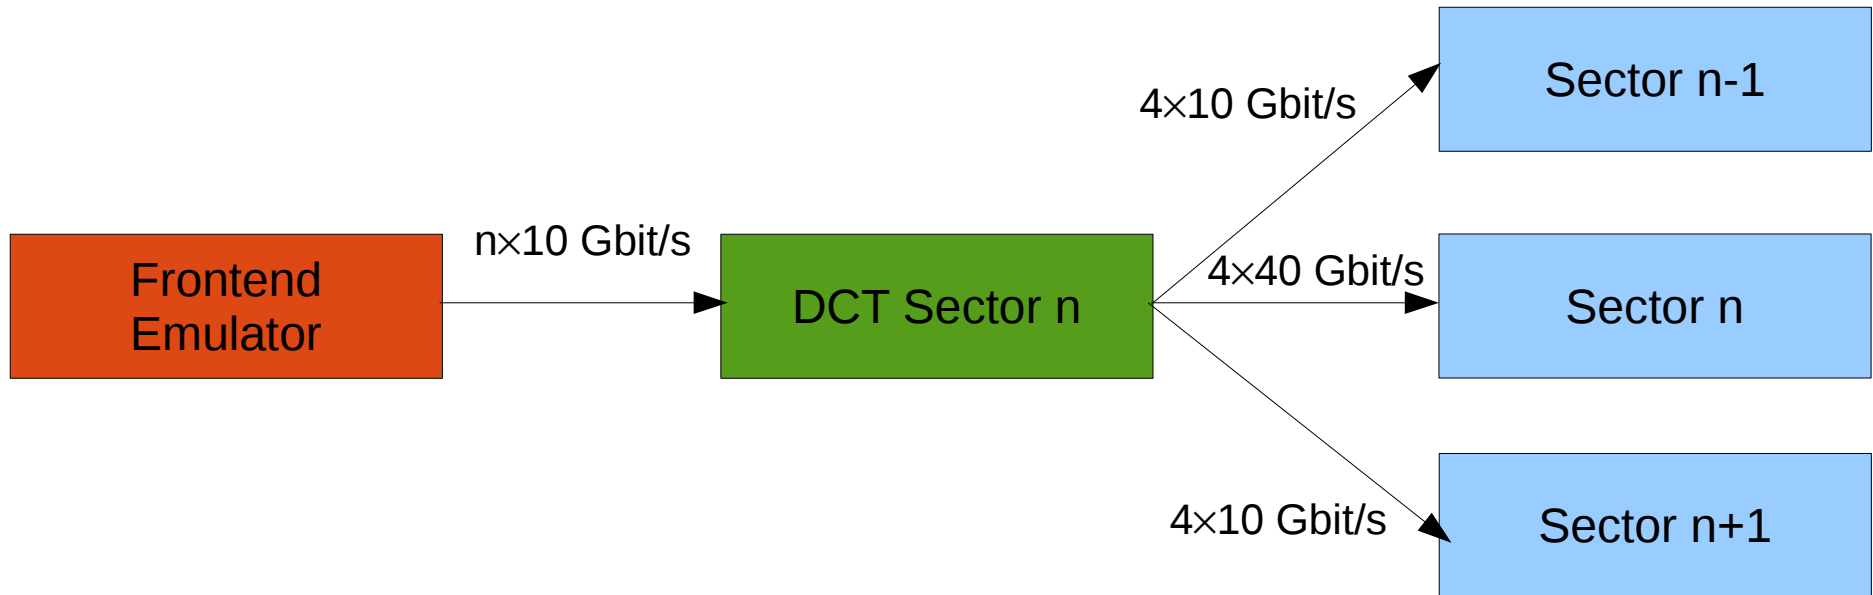 Sector n-1
4×10 Gbit/s
n×10 Gbit/s
Frontend
Emulator
DCT Sector n
4×40 Gbit/s
Sector n
4×10 Gbit/s
Sector n+1